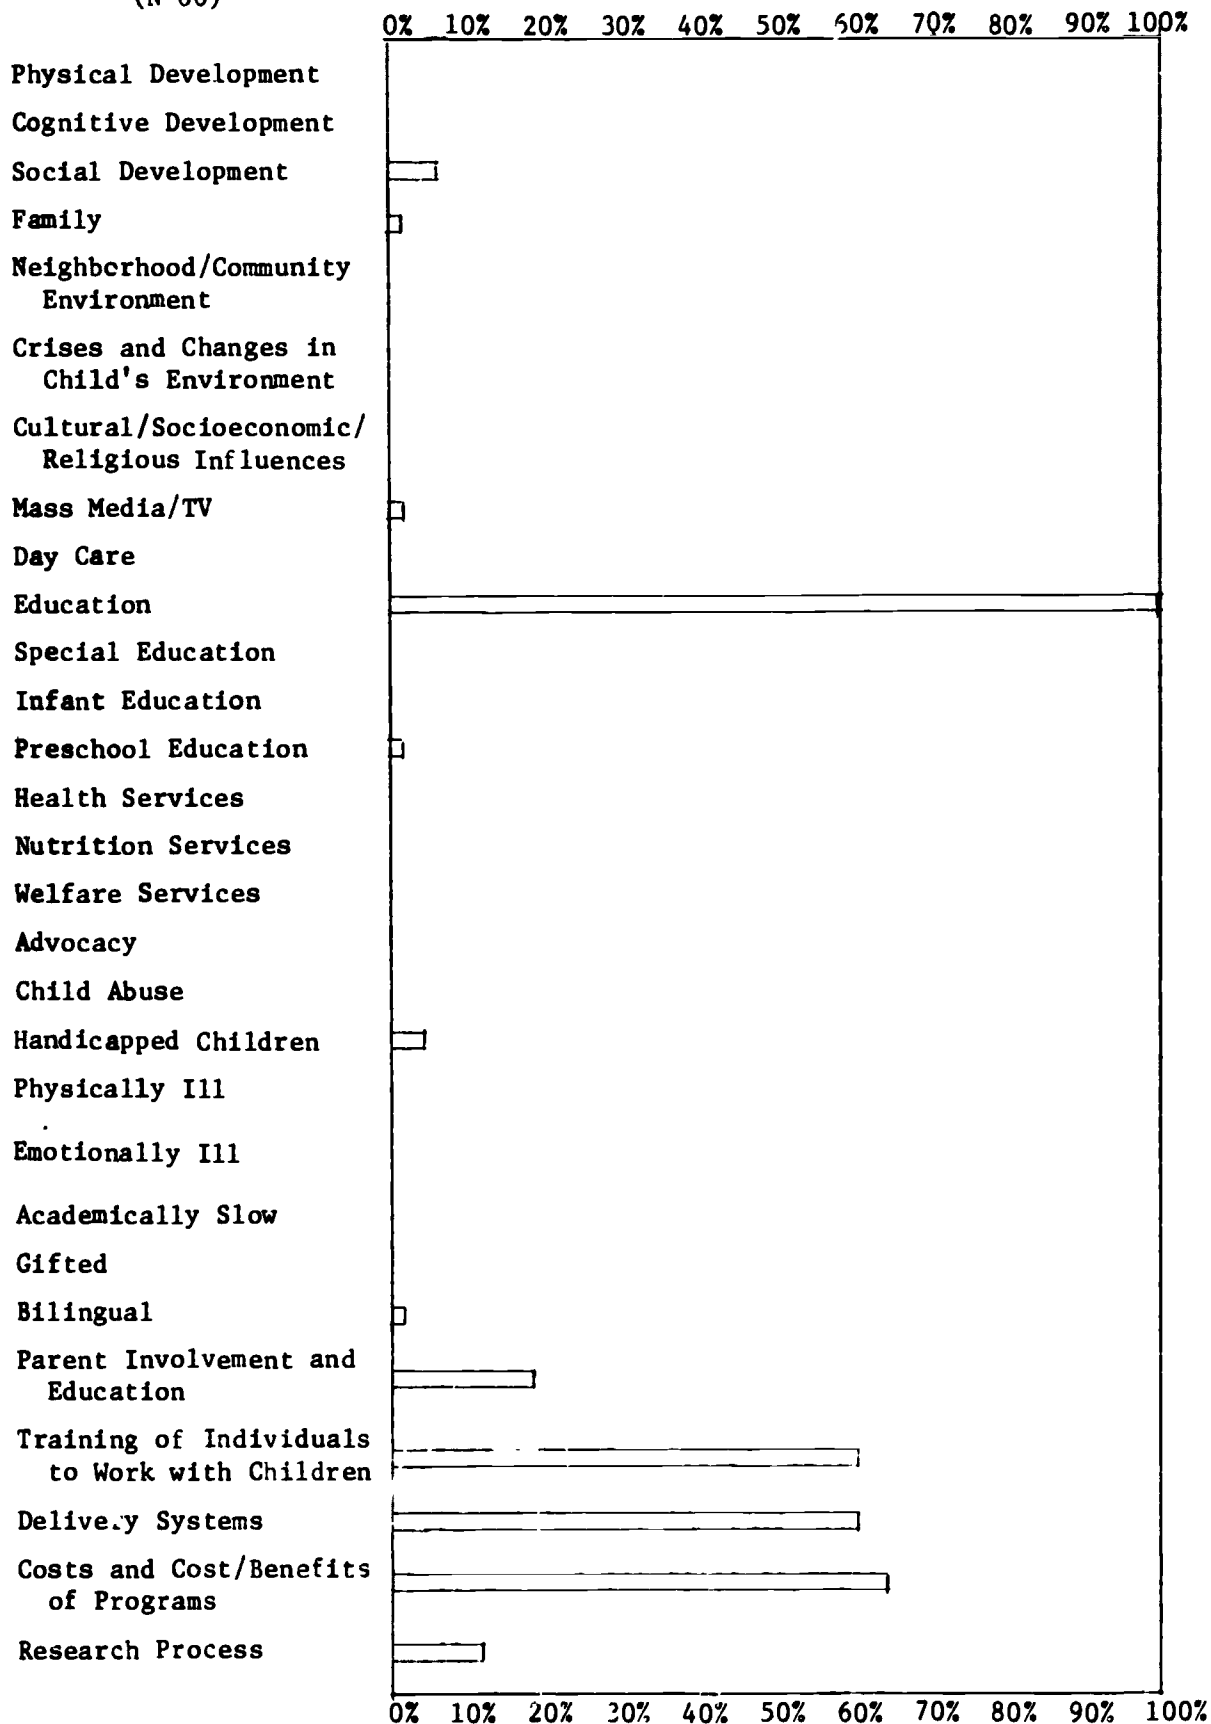 0% 10% 20% 30% 40% 50% 60% 70% 80% 90% 100%
Physical Development
Cognitive Development
Social Development
Family
Neighborhood/Community
Environment
Crises and Changes in
Child's Environment
Cultural/Socioeconomic/
Religious Influences
Mass Media/TV
Day Care
Education
Special Education
Infant Education
Preschool Education
Health Services
Nutrition Services
Welfare Services
Advocacy
Child Abuse
Handicapped Children
Physically Ill
Emotionally Ill
Academically Slow
Gifted
Bilingual
Parent Involvement and
Education
Training of Individuals
to Work with Children
Delivery Systems
Costs and Cost/Benefits
of Programs
Research Process
0% 10% 20% 30% 40% 50% 60% 70% 80% 90% 100%